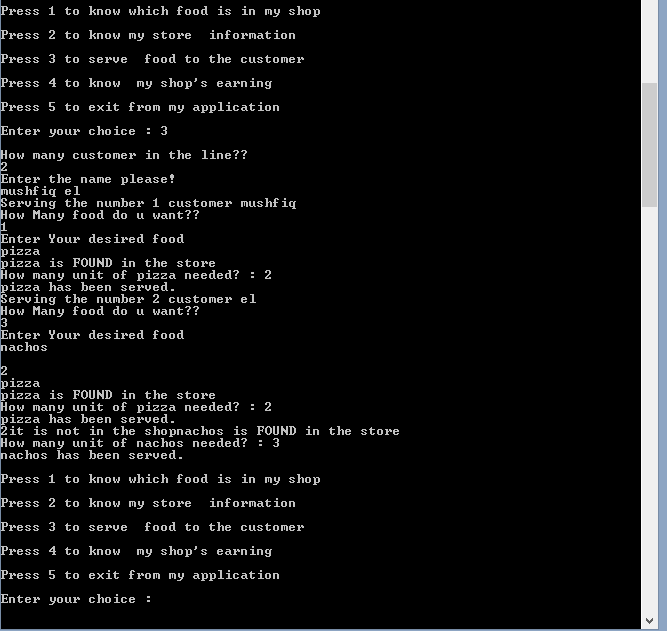 Press 1 to know which food is in my shop
Press 2 to know my store  information
Press 3 to serve  food to the customer
Press 4 to know  my shop's earning
Press 5 to exit from my application
Enter your choice : 3
How many customer in the line??
2
Enter the name please!
mushfiq el
Serving the number 1 customer mushfiq
How Many food do u want??
1
Enter Your desired food
pizza
pizza is FOUND in the store
How many unit of pizza needed? : 2
pizza has been served.
Serving the number 2 customer el
How Many food do u want??
3
Enter Your desired food
nachos
2
pizza
pizza is FOUND in the store
How many unit of pizza needed? : 2
pizza has been served.
2it is not in the shopnachos is FOUND in the store
How many unit of nachos needed? : 3
nachos has been served.
Press 1 to know which food is in my shop
Press 2 to know my store  information
Press 3 to serve  food to the customer
Press 4 to know  my shop's earning
Press 5 to exit from my application
Enter your choice :